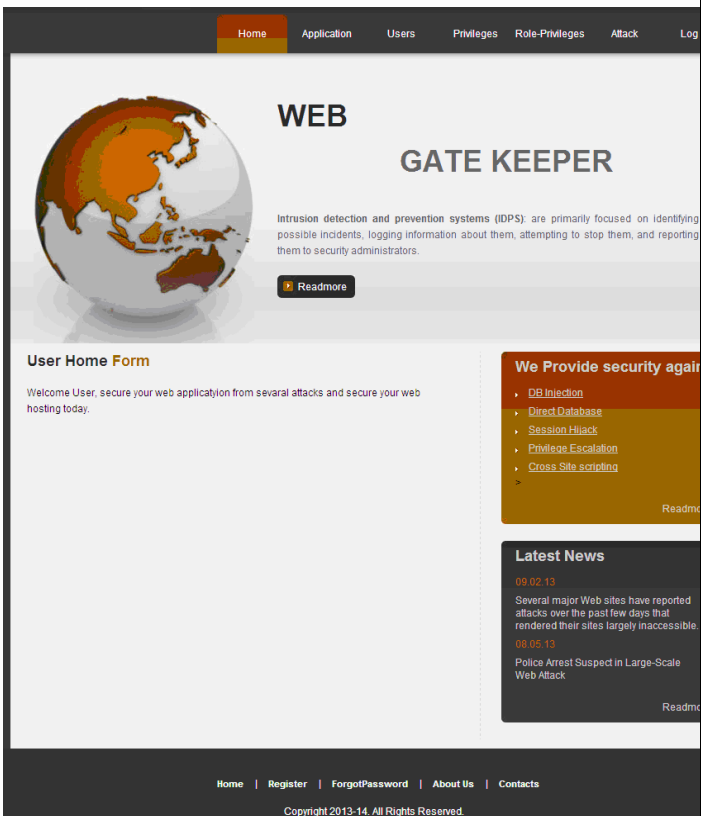 Home Application Users Privileges Role-Privileges Attack Log
WEB
GATE KEEPER
Intrusion detection and prevention systems (IDPS): are primarily focused on identifying
possible incidents, logging information about them, attempting to stop them, and reporting
them to security administrators.
Readmore
User Home Form
Welcome User, secure your web applicatyion from sevaral attacks and secure your web
hosting today.
We Provide security again
DB Injection
Direct Database
Session Hijack
Privilege Escalation
Cross Site scripting
>
Readmo
Latest News
09.02.13
Several major Web sites have reported
attacks over the past few days that
rendered their sites largely inaccessible.
08.05.13
Police Arrest Suspect in Large-Scale
Web Attack
Readmo
Home | Register | ForgotPassword | About Us | Contacts
Copyright 2013-14. All Rights Reserved.